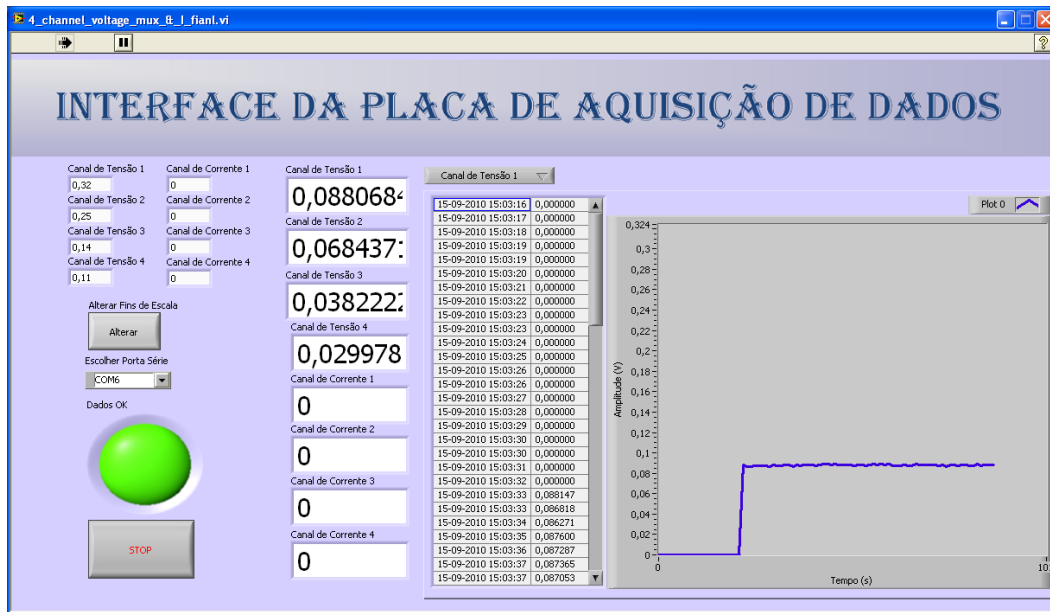 4_channel_voltage_mux_&_I_fianl.vi
INTERFACE DA PLACA DE AQUISIÇÃO DE DADOS
Canal de Tensão 1 Canal de Corrente 1
0,32 0
Canal de Tensão 2 Canal de Corrente 2
0,25 0
Canal de Tensão 3 Canal de Corrente 3
0,14 0
Canal de Tensão 4 Canal de Corrente 4
0,11 0
Alterar Fins de Escala
Alterar
Escolher Porta Série
COM6
Dados OK
STOP
Canal de Tensão 1
0,088068
Canal de Tensão 2
0,068437
Canal de Tensão 3
0,038222
Canal de Tensão 4
0,029978
Canal de Corrente 1
0
Canal de Corrente 2
0
Canal de Corrente 3
0
Canal de Corrente 4
0
Canal de Tensão 1
15-09-2010 15:03:16 0,000000
15-09-2010 15:03:17 0,000000
15-09-2010 15:03:18 0,000000
15-09-2010 15:03:19 0,000000
15-09-2010 15:03:19 0,000000
15-09-2010 15:03:20 0,000000
15-09-2010 15:03:21 0,000000
15-09-2010 15:03:22 0,000000
15-09-2010 15:03:23 0,000000
15-09-2010 15:03:23 0,000000
15-09-2010 15:03:24 0,000000
15-09-2010 15:03:25 0,000000
15-09-2010 15:03:26 0,000000
15-09-2010 15:03:26 0,000000
15-09-2010 15:03:27 0,000000
15-09-2010 15:03:28 0,000000
15-09-2010 15:03:29 0,000000
15-09-2010 15:03:30 0,000000
15-09-2010 15:03:30 0,000000
15-09-2010 15:03:31 0,000000
15-09-2010 15:03:32 0,000000
15-09-2010 15:03:33 0,088147
15-09-2010 15:03:33 0,086818
15-09-2010 15:03:34 0,086271
15-09-2010 15:03:35 0,087600
15-09-2010 15:03:36 0,087287
15-09-2010 15:03:37 0,087365
15-09-2010 15:03:37 0,087053
Plot 0
Amplitude (V)
0,324
0,3
0,28
0,26
0,24
0,22
0,2
0,18
0,16
0,14
0,12
0,1
0,08
0,06
0,04
0,02
0
0 10
Tempo (s)